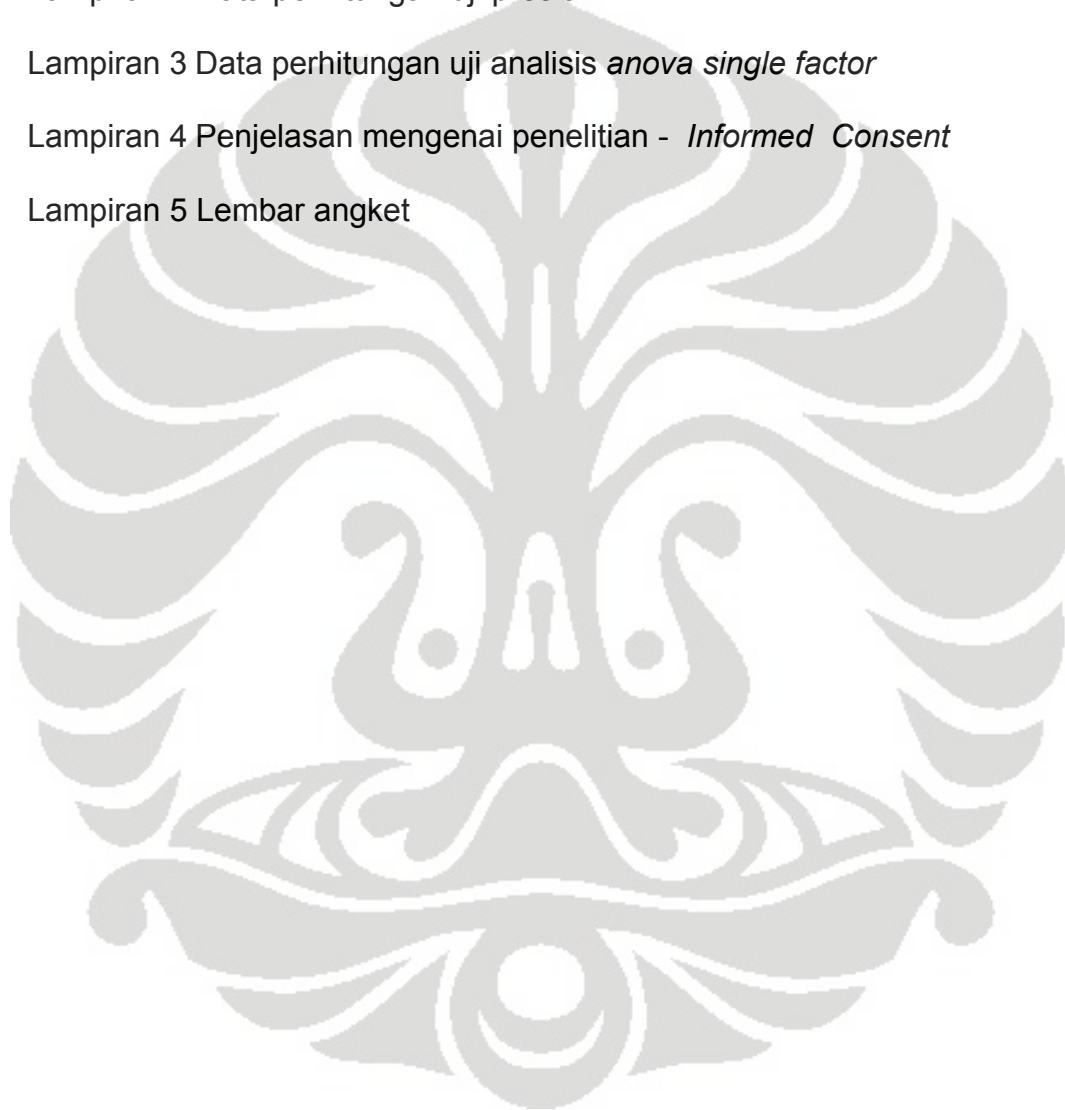 Lampiran 3 Data perhitungan uji analisis anova single factor
Lampiran 4 Penjelasan mengenai penelitian - Informed Consent
Lampiran 5 Lembar angket